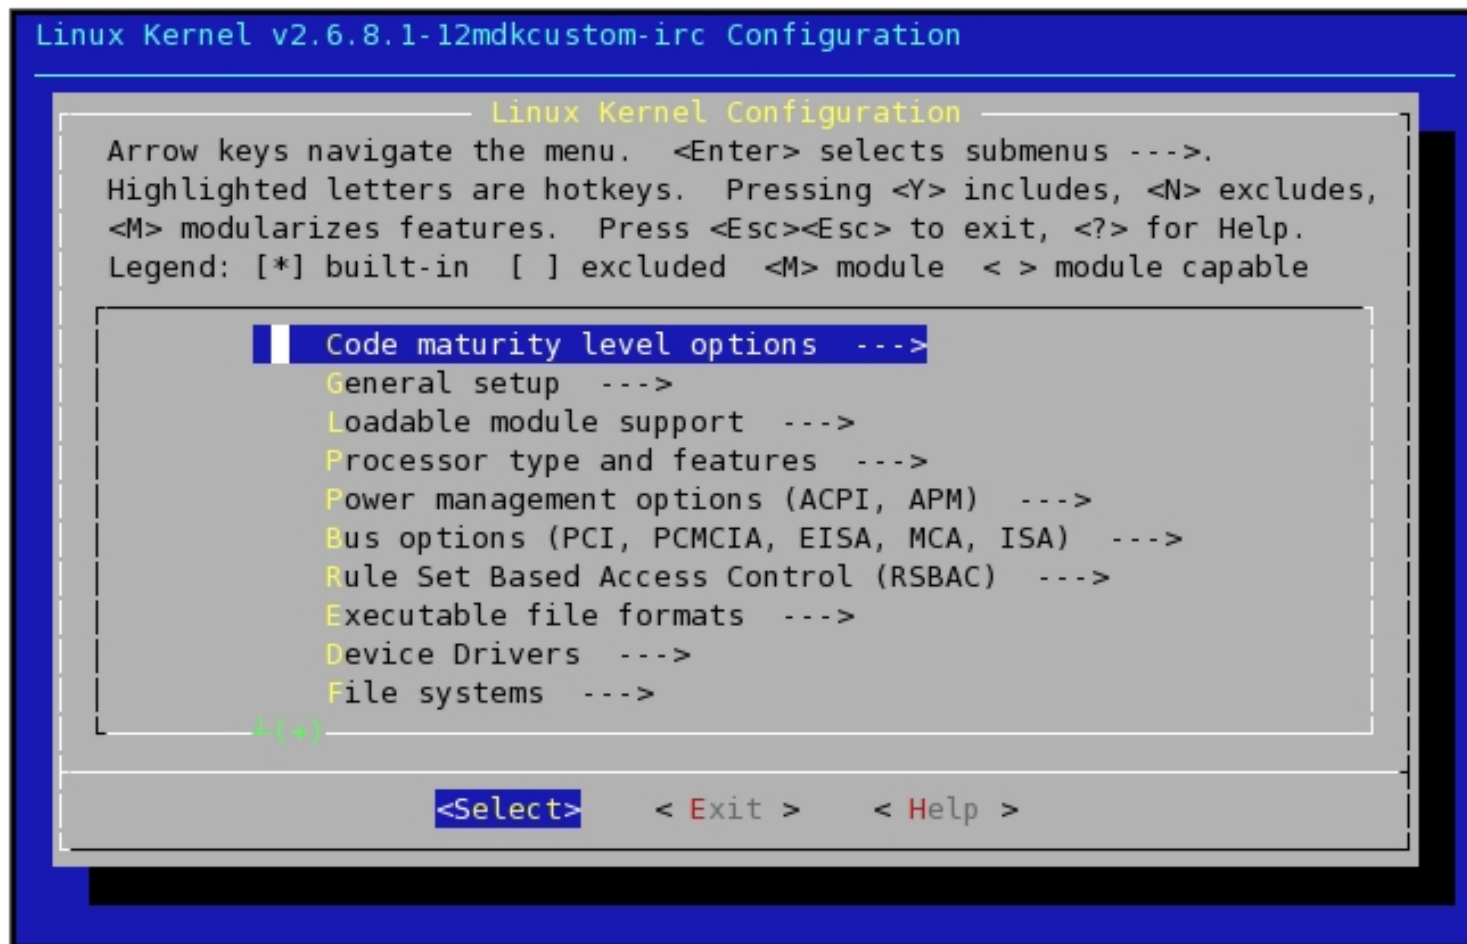 Linux Kernel v2.6.8.1-12mdkcustom-irc Configuration
Linux Kernel Configuration
Arrow keys navigate the menu.  <Enter> selects submenus --->.
Highlighted letters are hotkeys.  Pressing <Y> includes, <N> excludes,
<M> modularizes features.  Press <Esc><Esc> to exit, <?> for Help.
Legend: [*] built-in  [ ] excluded  <M> module  < > module capable
Code maturity level options  --->
General setup  --->
Loadable module support  --->
Processor type and features  --->
Power management options (ACPI, APM)  --->
Bus options (PCI, PCMCIA, EISA, MCA, ISA)  --->
Rule Set Based Access Control (RSBAC)  --->
Executable file formats  --->
Device Drivers  --->
File systems  --->
┴(+)
<Select>    < Exit >    < Help >